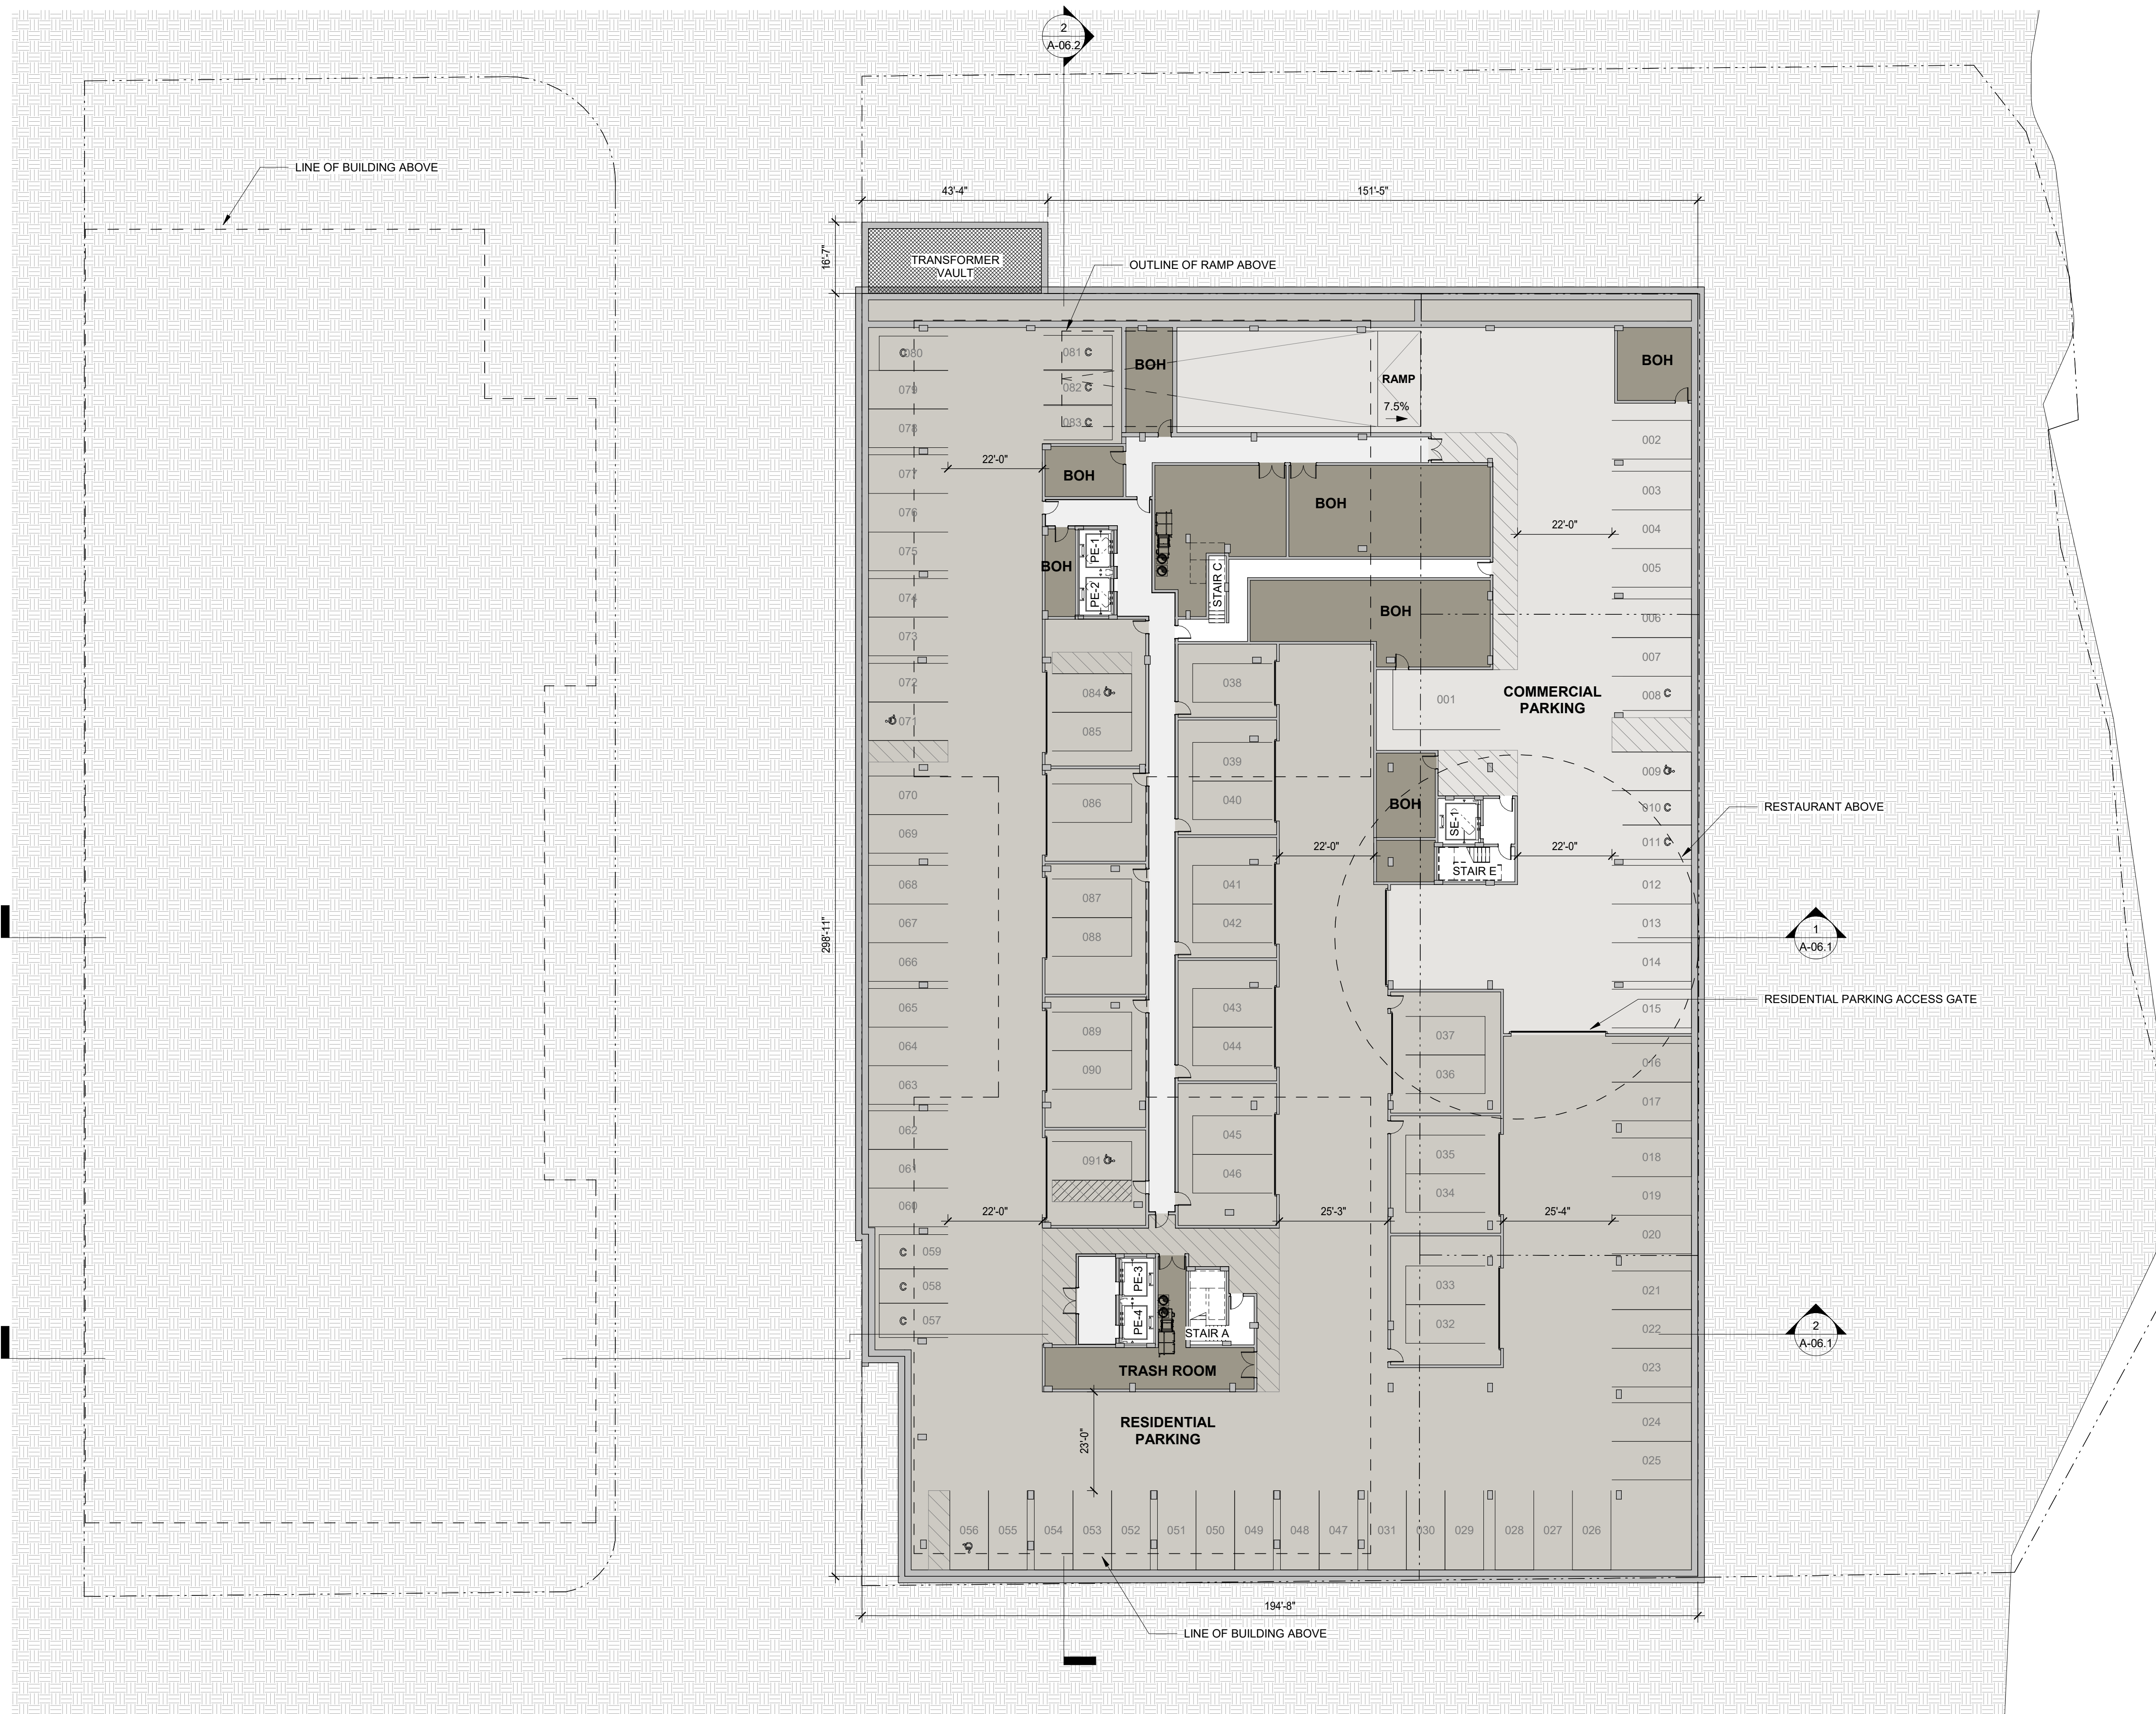 2
A-06.2
LINE OF BUILDING ABOVE
43'-4"
151'-5"
16'-7"
TRANSFORMER
VAULT
OUTLINE OF RAMP ABOVE
C 080
081 C
BOH
BOH
RAMP
079
082 C
7.5%
078
083 C
002
22'-0"
077
BOH
003
BOH
076
004
22'-0"
075
PE-1
BOH
005
074
PE-2
STAIR C
BOH
006
073
007
072
084
038
001
COMMERCIAL
PARKING
008 C
071
085
039
009
070
086
040
BOH
010 C
RESTAURANT ABOVE
069
SE-1
011 C
22'-0"
22'-0"
STAIR E
068
087
041
012
067
088
042
013
298'-11"
1
A-06.1
066
014
065
089
043
015
RESIDENTIAL PARKING ACCESS GATE
064
090
044
037
063
036
016
062
045
017
061
091
046
035
018
060
034
019
22'-0"
25'-3"
25'-4"
020
C 059
PE-3
033
021
C 058
C 057
PE-4
STAIR A
032
022
2
A-06.1
TRASH ROOM
023
RESIDENTIAL
PARKING
024
23'-0"
025
056
055
054
053
052
051
050
049
048
047
031
030
029
028
027
026
194'-8"
LINE OF BUILDING ABOVE